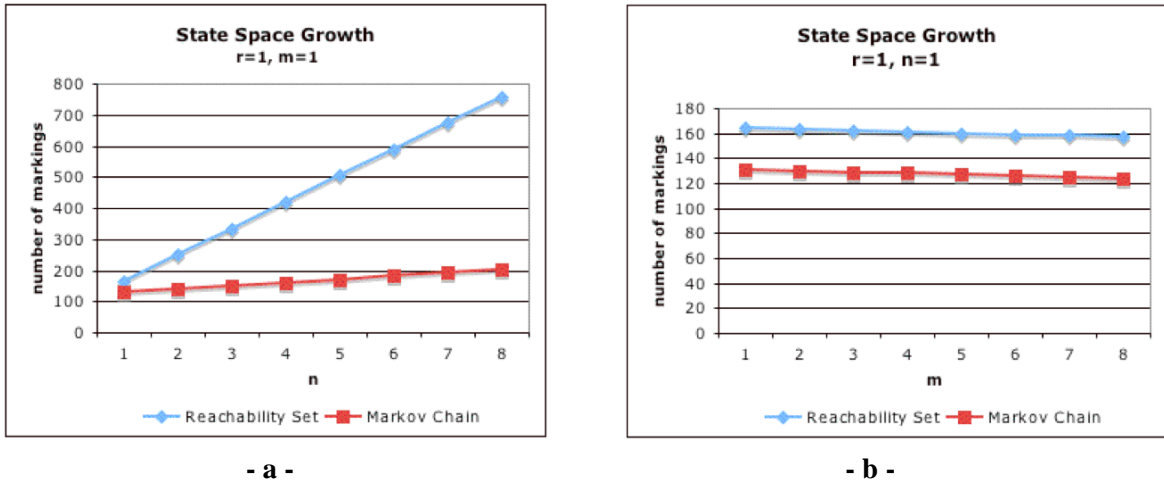 State Space Growth
r=1, m=1
number of markings
800
700
600
500
400
300
200
100
0
1 2 3 4 5 6 7 8
n
Reachability Set Markov Chain
- a -
State Space Growth
r=1, n=1
number of markings
180
160
140
120
100
80
60
40
20
0
1 2 3 4 5 6 7 8
m
Reachability Set Markov Chain
- b -